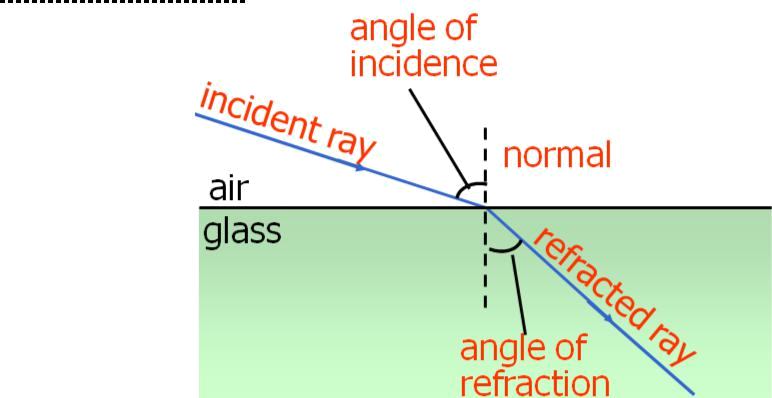 angle of
incidence
incident ray
normal
air
glass
refracted ray
angle of
refraction